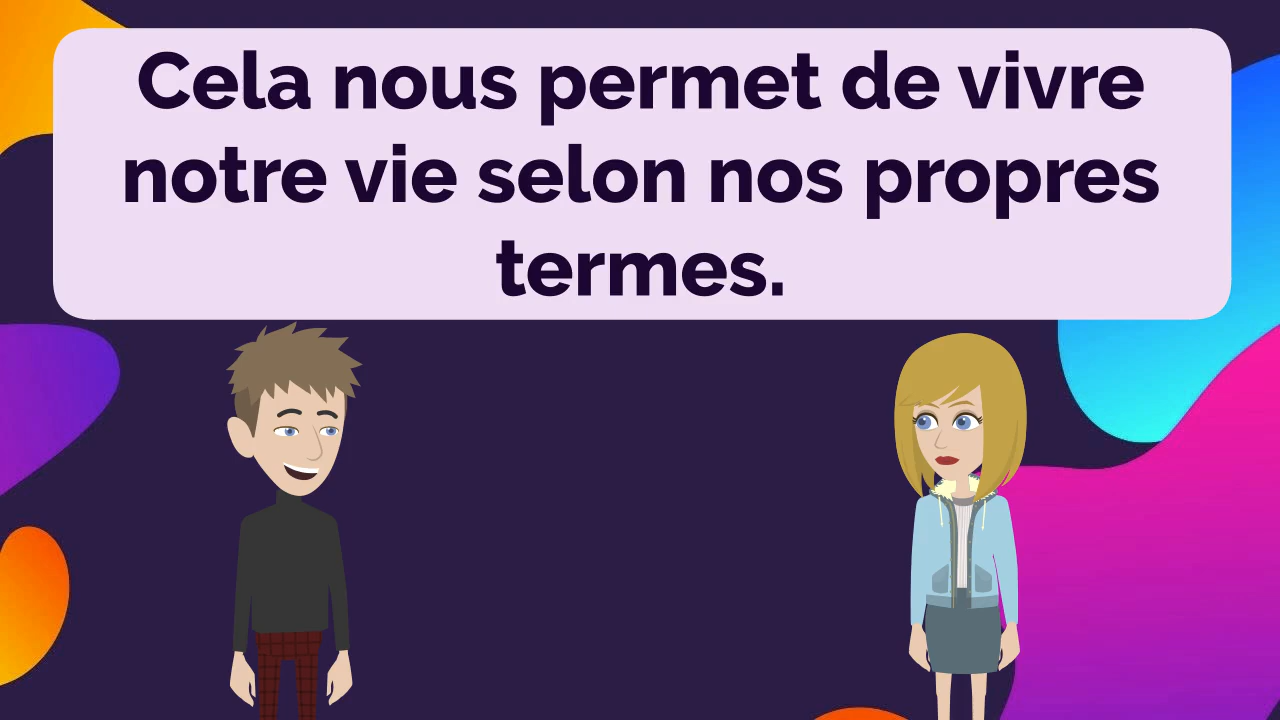 Cela nous permet de vivre
notre vie selon nos propres
termes.